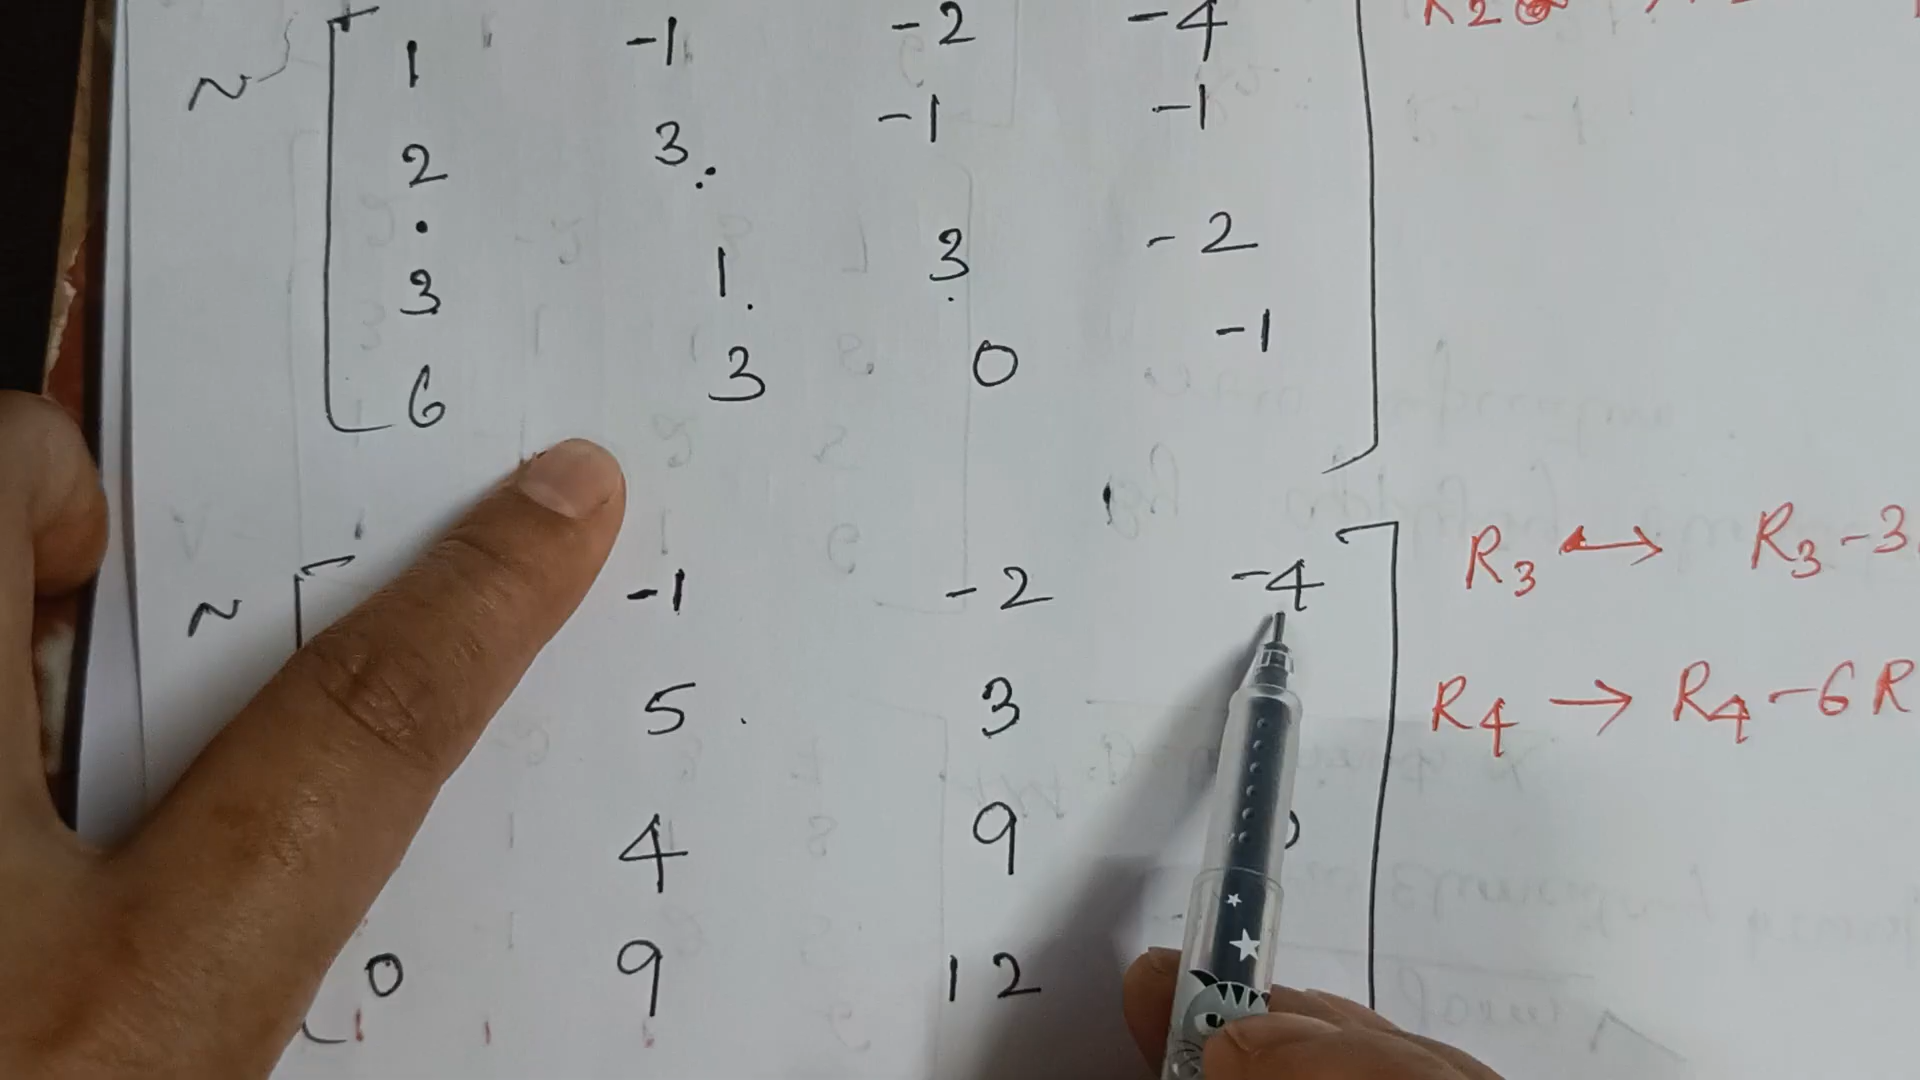 1 -1 -2 -4
~
2 3 -1 -1
3 1 3 -2
6 3 0 -1
~ -1 -2 -4 R3 ↔ R3-3
5 3 R4 → R4-6R
4 9
0 9 12